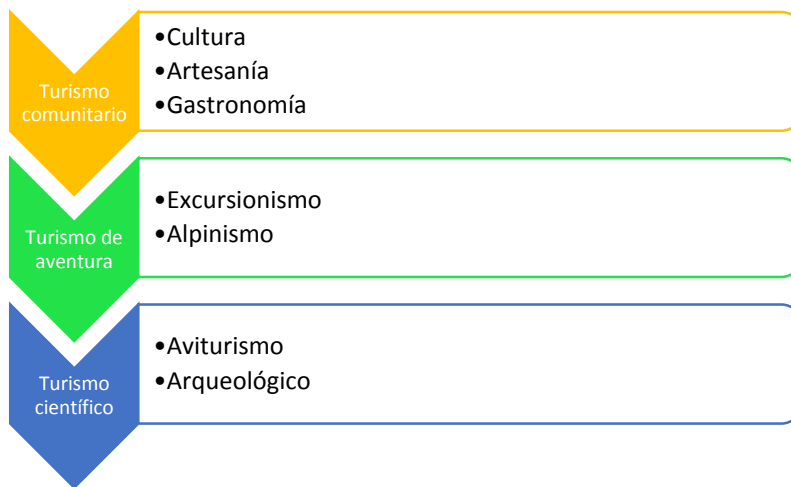 Turismo
comunitario
•Cultura
•Artesanía
•Gastronomía
Turismo de
aventura
•Excursionismo
•Alpinismo
Turismo
científico
•Aviturismo
•Arqueológico